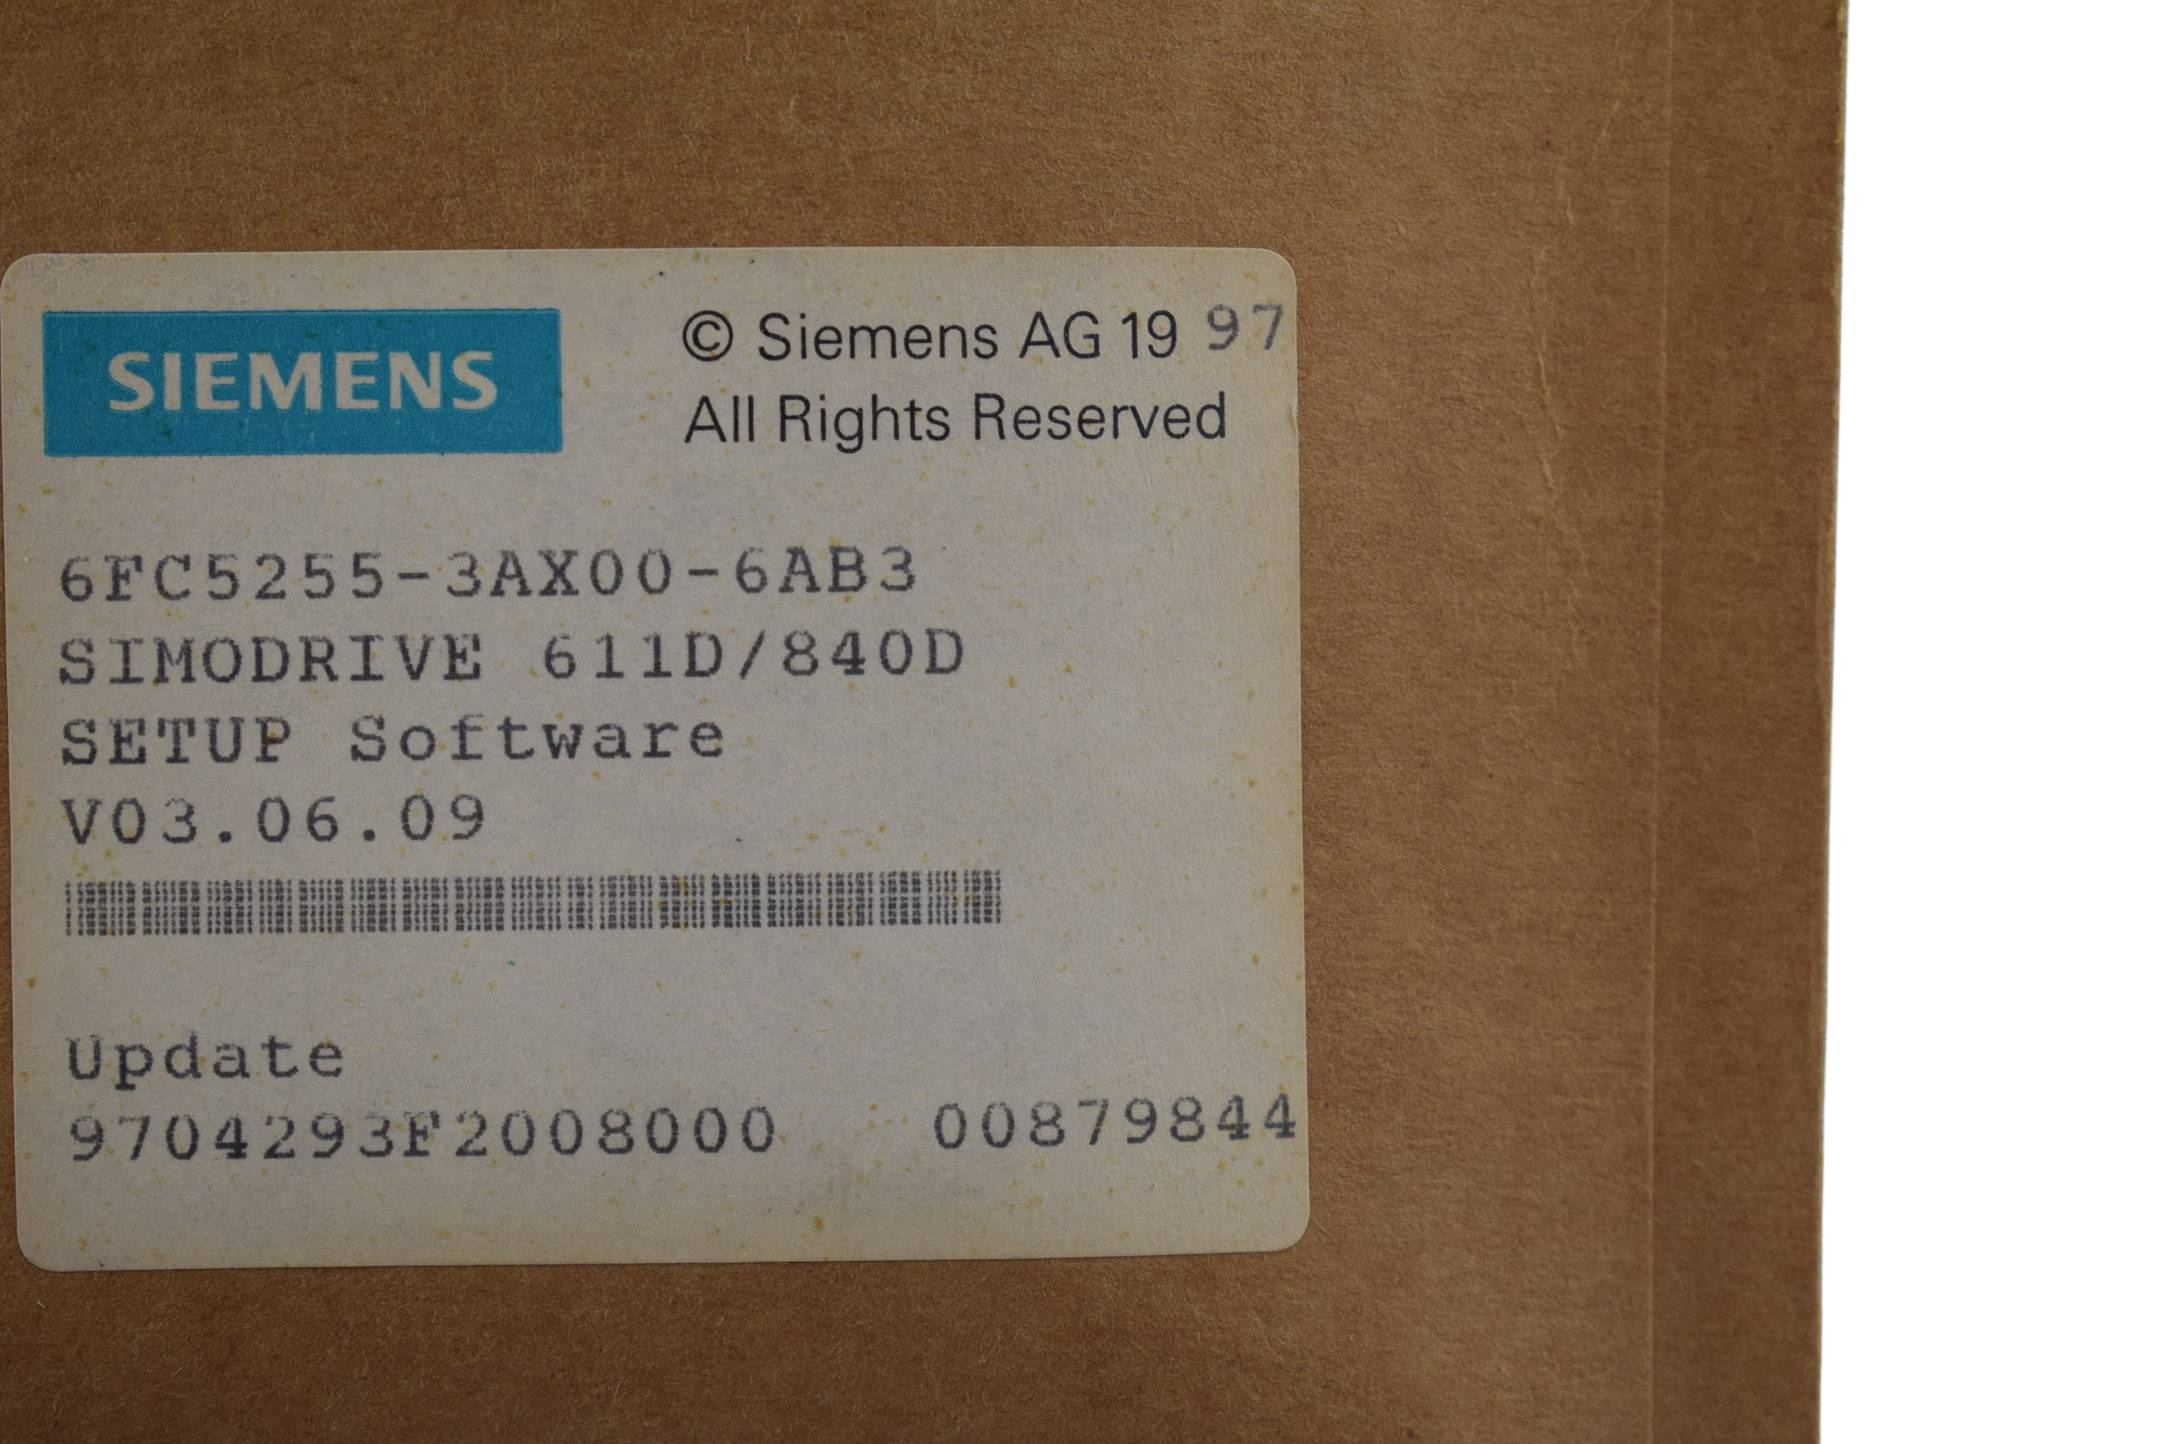 SIEMENS
© Siemens AG 19 97
All Rights Reserved
6FC5255-3AX00-6AB3
SIMODRIVE 611D/840D
SETUP Software
V03.06.09
Update
9704293F2008000 00879844